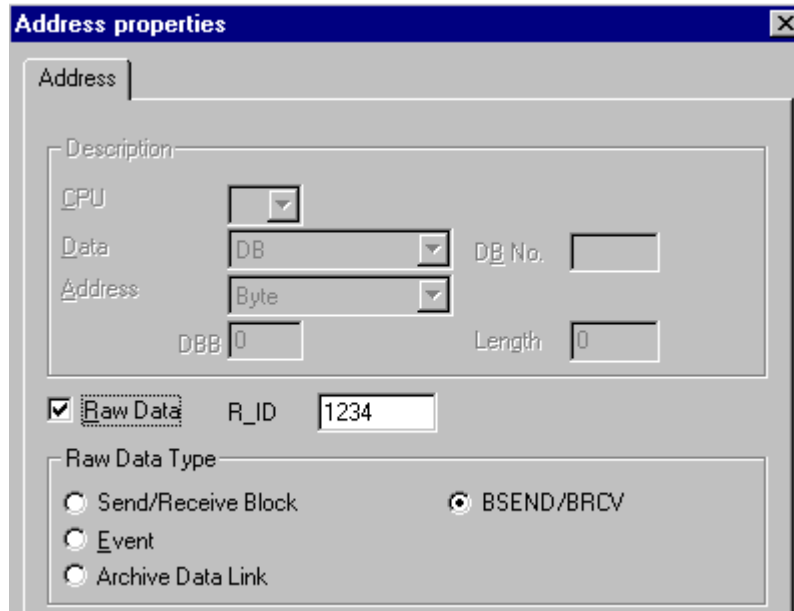 Address properties
Address
Description
CPU
Data DB DB No.
Address Byte
DBB 0 Length 0
Raw Data R_ID 1234
Raw Data Type
Send/Receive Block BSEND/BRCV
Event
Archive Data Link